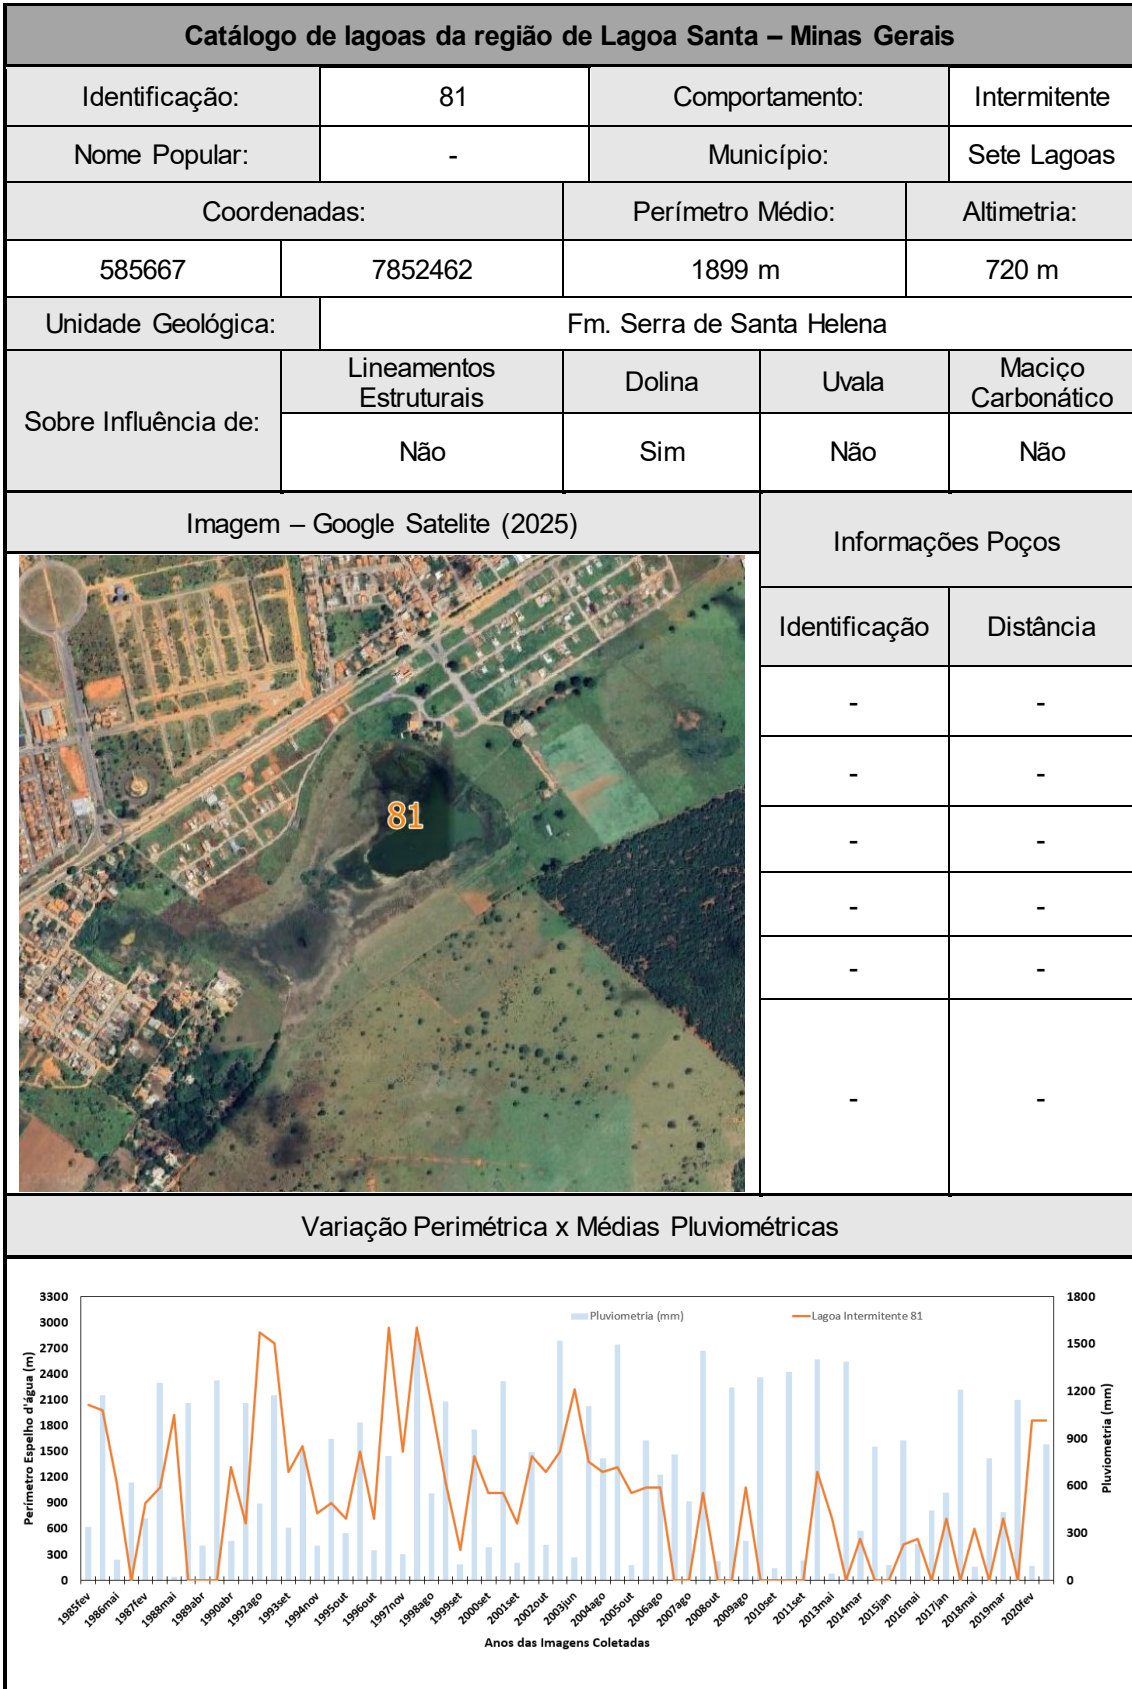 Catálogo de lagoas da região de Lagoa Santa – Minas Gerais
Identificação: 81 Comportamento: Intermitente
Nome Popular: - Município: Sete Lagoas
Coordenadas: Perímetro Médio: Altimetria:
585667 7852462 1899 m 720 m
Unidade Geológica: Fm. Serra de Santa Helena
Sobre Influência de:
Lineamentos Estruturais Dolina Uvala Maciço Carbonático
Não Sim Não Não
Imagem – Google Satelite (2025)
81
Informações Poços
Identificação Distância
- -
- -
- -
- -
- -
- -
Variação Perimétrica x Médias Pluviométricas
Pluviometria (mm) Lagoa Intermitente 81
Perímetro Espelho d'água (m)
3300
3000
2700
2400
2100
1800
1500
1200
900
600
300
0
1800
1500
1200
900
600
300
0
Pluviometria (mm)
1985fev 1986mai 1987fev 1988mai 1989abr 1990abr 1992ago 1993set 1994nov 1995out 1996out 1997nov 1998ago 1999set 2000set 2001set 2002out 2003jun 2004ago 2005out 2006ago 2007ago 2008out 2009ago 2010set 2011set 2013mai 2014mar 2015jan 2016mai 2017jan 2018mai 2019mar 2020fev
Anos das Imagens Coletadas